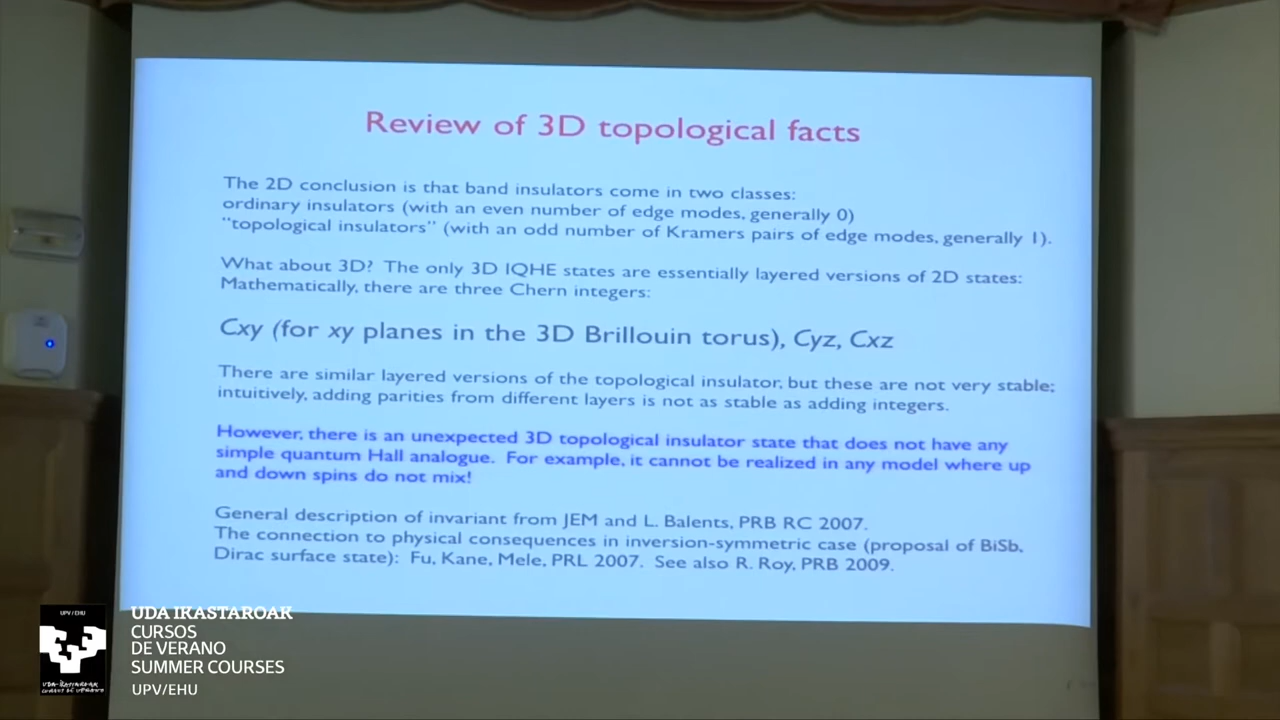 Review of 3D topological facts
The 2D conclusion is that band insulators come in two classes:
ordinary insulators (with an even number of edge modes, generally 0)
"topological insulators" (with an odd number of Kramers pairs of edge modes, generally 1).
What about 3D? The only 3D IQHE states are essentially layered versions of 2D states:
Mathematically, there are three Chern integers:
Cxy (for xy planes in the 3D Brillouin torus), Cyz, Cxz
There are similar layered versions of the topological insulator, but these are not very stable;
intuitively, adding parities from different layers is not as stable as adding integers.
However, there is an unexpected 3D topological insulator state that does not have any
simple quantum Hall analogue. For example, it cannot be realized in any model where up
and down spins do not mix!
General description of invariant from JEM and L. Balents, PRB RC 2007.
The connection to physical consequences in inversion-symmetric case (proposal of BiSb,
Dirac surface state): Fu, Kane, Mele, PRL 2007. See also R. Roy, PRB 2009.
UPV / EHU
UDA IKASTAROAK
CURSOS
DE VERANO
SUMMER COURSES
UPV/EHU